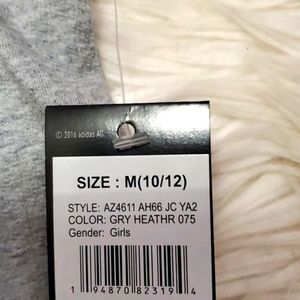 © 2016 adidas AG.
SIZE : M(10/12)
STYLE: AZ4611 AH66 JC YA2
COLOR: GRY HEATHR 075
Gender: Girls
1 94870 82319 4